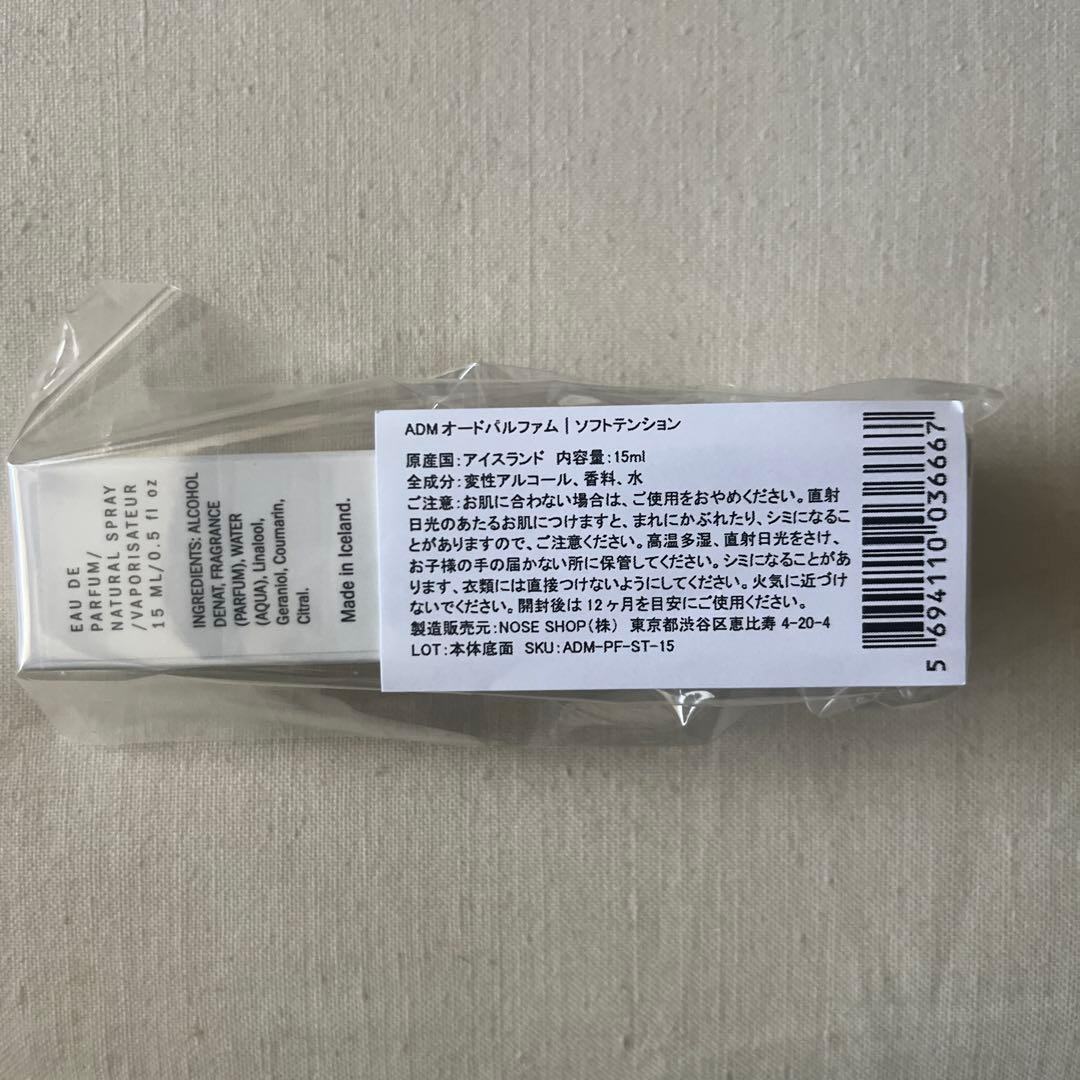 EAU DE
PARFUM/
NATURAL SPRAY
/VAPORISATEUR
15 ML/0.5 fl oz
INGREDIENTS: ALCOHOL
DENAT, FRAGRANCE
(PARFUM), WATER
(AQUA), Linalool,
Geraniol, Coumarin,
Citral.
Made in Iceland.
ADMオードパルファム|ソフトテンション
原産国:アイスランド 内容量:15ml
全成分:変性アルコール、香料、水
ご注意:お肌に合わない場合は、ご使用をおやめください。直射
日光のあたるお肌につけますと、まれにかぶれたり、シミになるこ
とがありますので、ご注意ください。高温多湿、直射日光をさけ、
お子様の手の届かない所に保管してください。シミになることがあ
ります、衣類には直接つけないようにしてください。火気に近づけ
ないでください。開封後は12ヶ月を目安にご使用ください。
製造販売元:NOSE SHOP(株) 東京都渋谷区恵比寿 4-20-4
LOT:本体底面 SKU:ADM-PF-ST-15
5 694110 036667